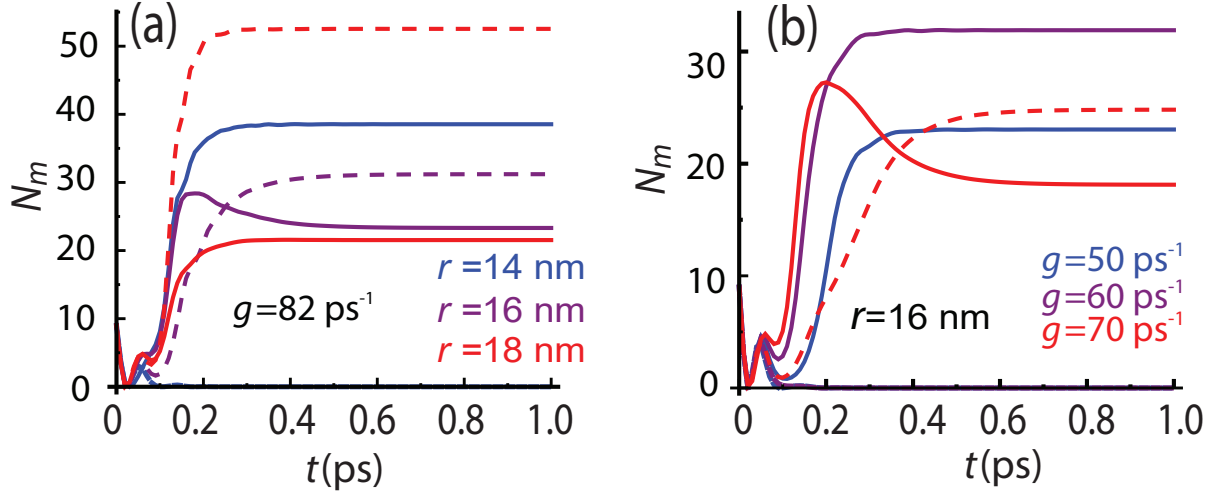 (a)
50
40
30
20
10
0
N_m
r =14 nm
r =16 nm
r =18 nm
g=82 ps⁻¹
0 0.2 0.4 0.6 0.8 1.0
t(ps)
(b)
30
20
10
0
N_m
g=50 ps⁻¹
g=60 ps⁻¹
g=70 ps⁻¹
r=16 nm
0 0.2 0.4 0.6 0.8 1.0
t(ps)